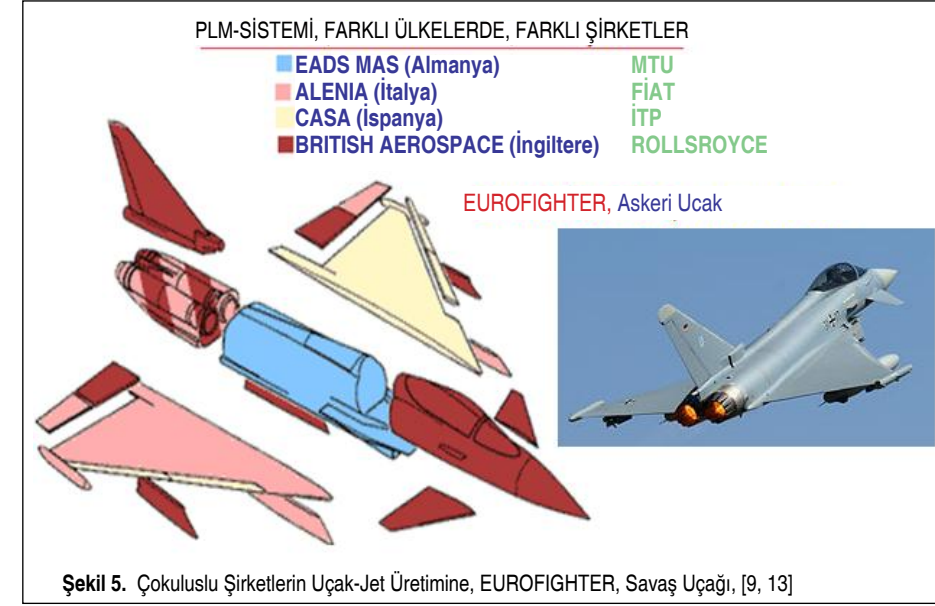 PLM-SİSTEMİ, FARKLI ÜLKELERDE, FARKLI ŞİRKETLER
EADS MAS (Almanya) MTU
ALENIA (İtalya) FİAT
CASA (İspanya) İTP
BRITISH AEROSPACE (İngiltere) ROLLSROYCE
EUROFIGHTER, Askeri Ucak
Şekil 5. Çokuluslu Şirketlerin Uçak-Jet Üretimine, EUROFIGHTER, Savaş Uçağı, [9, 13]